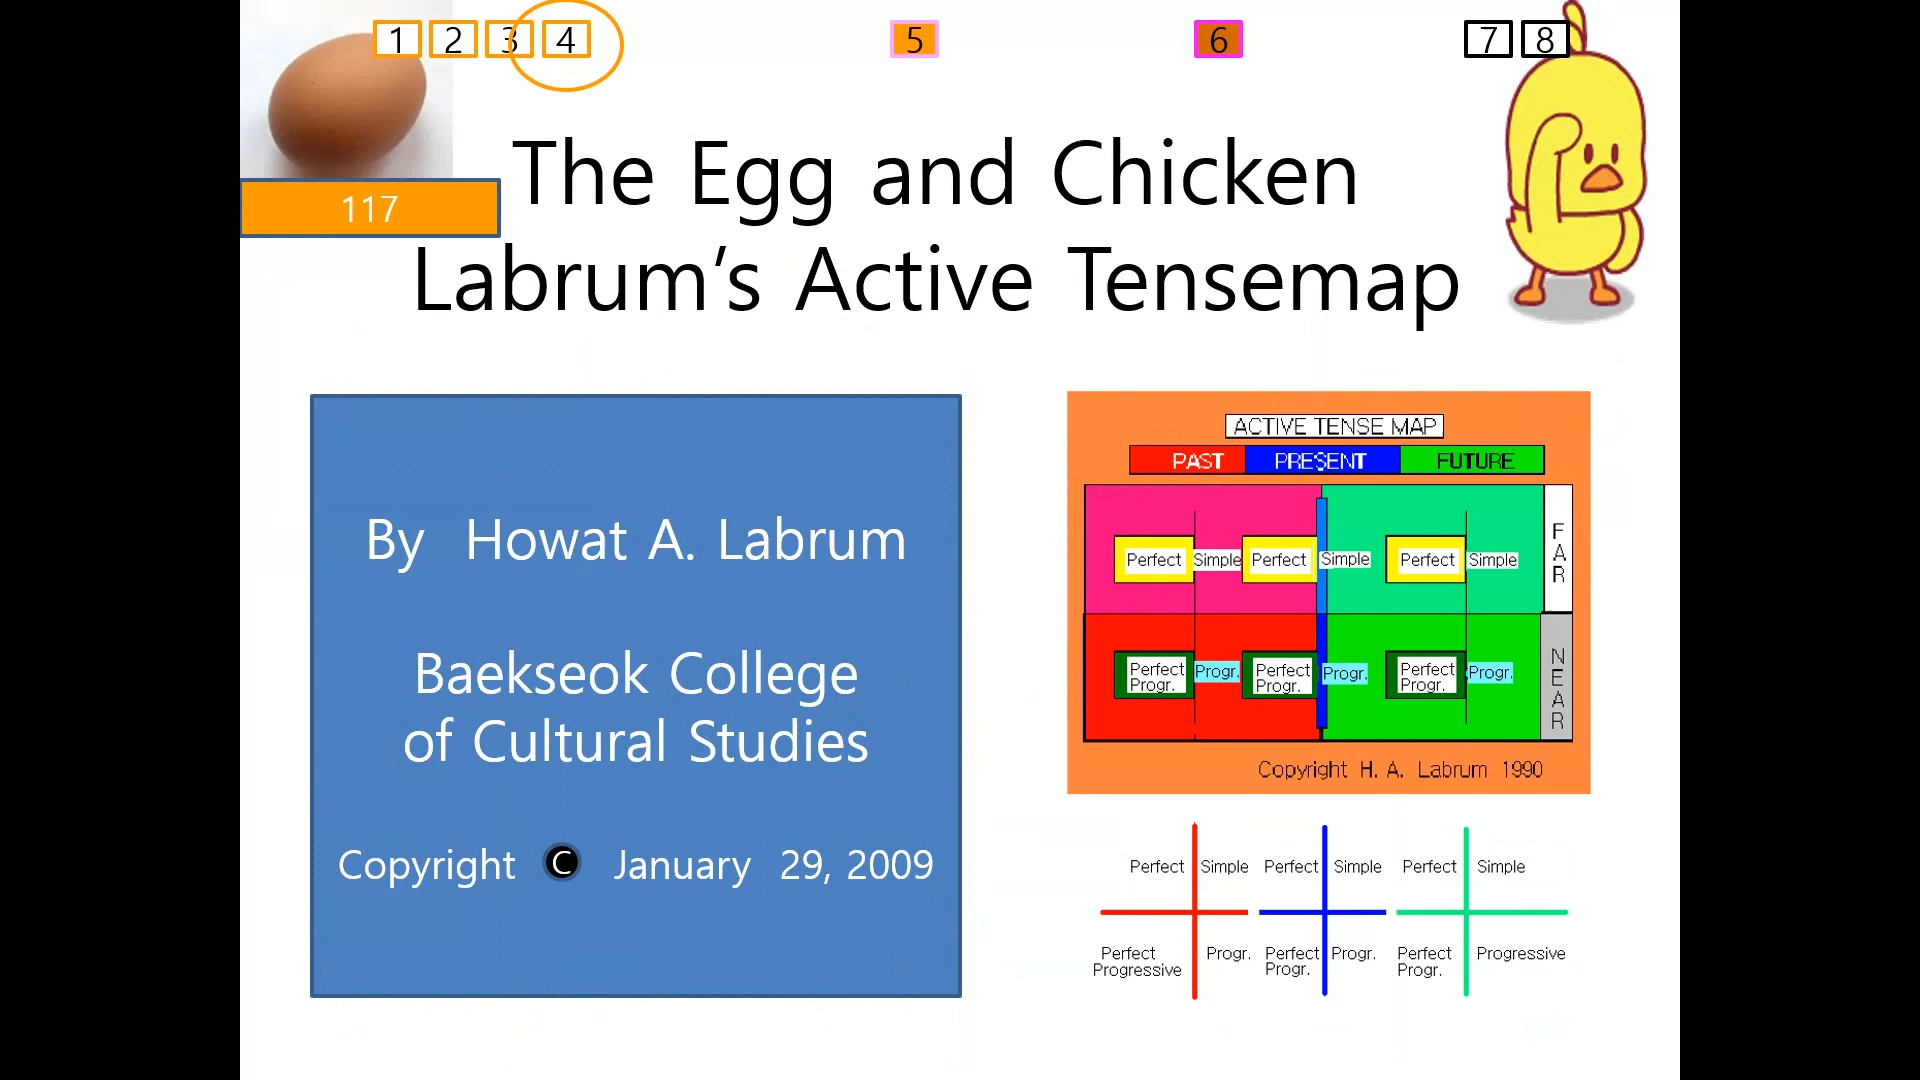 1 2 3 4 5 6 7 8
The Egg and Chicken
117
Labrum's Active Tensemap
By Howat A. Labrum
Baekseok College
of Cultural Studies
Copyright C January 29, 2009
ACTIVE TENSE MAP
PAST PRESENT FUTURE
Perfect Simple Perfect Simple Perfect Simple
FAR
Perfect Progr. Progr. Perfect Progr. Progr. Perfect Progr. Progr.
NEAR
Copyright H. A. Labrum 1990
Perfect Simple Perfect Simple Perfect Simple
Perfect Progr. Perfect Progr. Perfect Progressive
Progressive Progr. Progr.